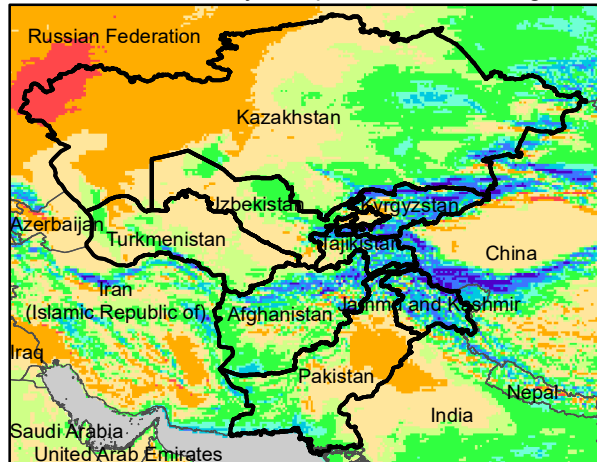 Russian Federation
Kazakhstan
Uzbekistan
Kyrgyzstan
Azerbaijan
Turkmenistan
Tajikistan
China
Iran
(Islamic Republic of)
Afghanistan
Jammu and Kashmir
Iraq
Pakistan
Nepal
India
Saudi Arabia
United Arab Emirates